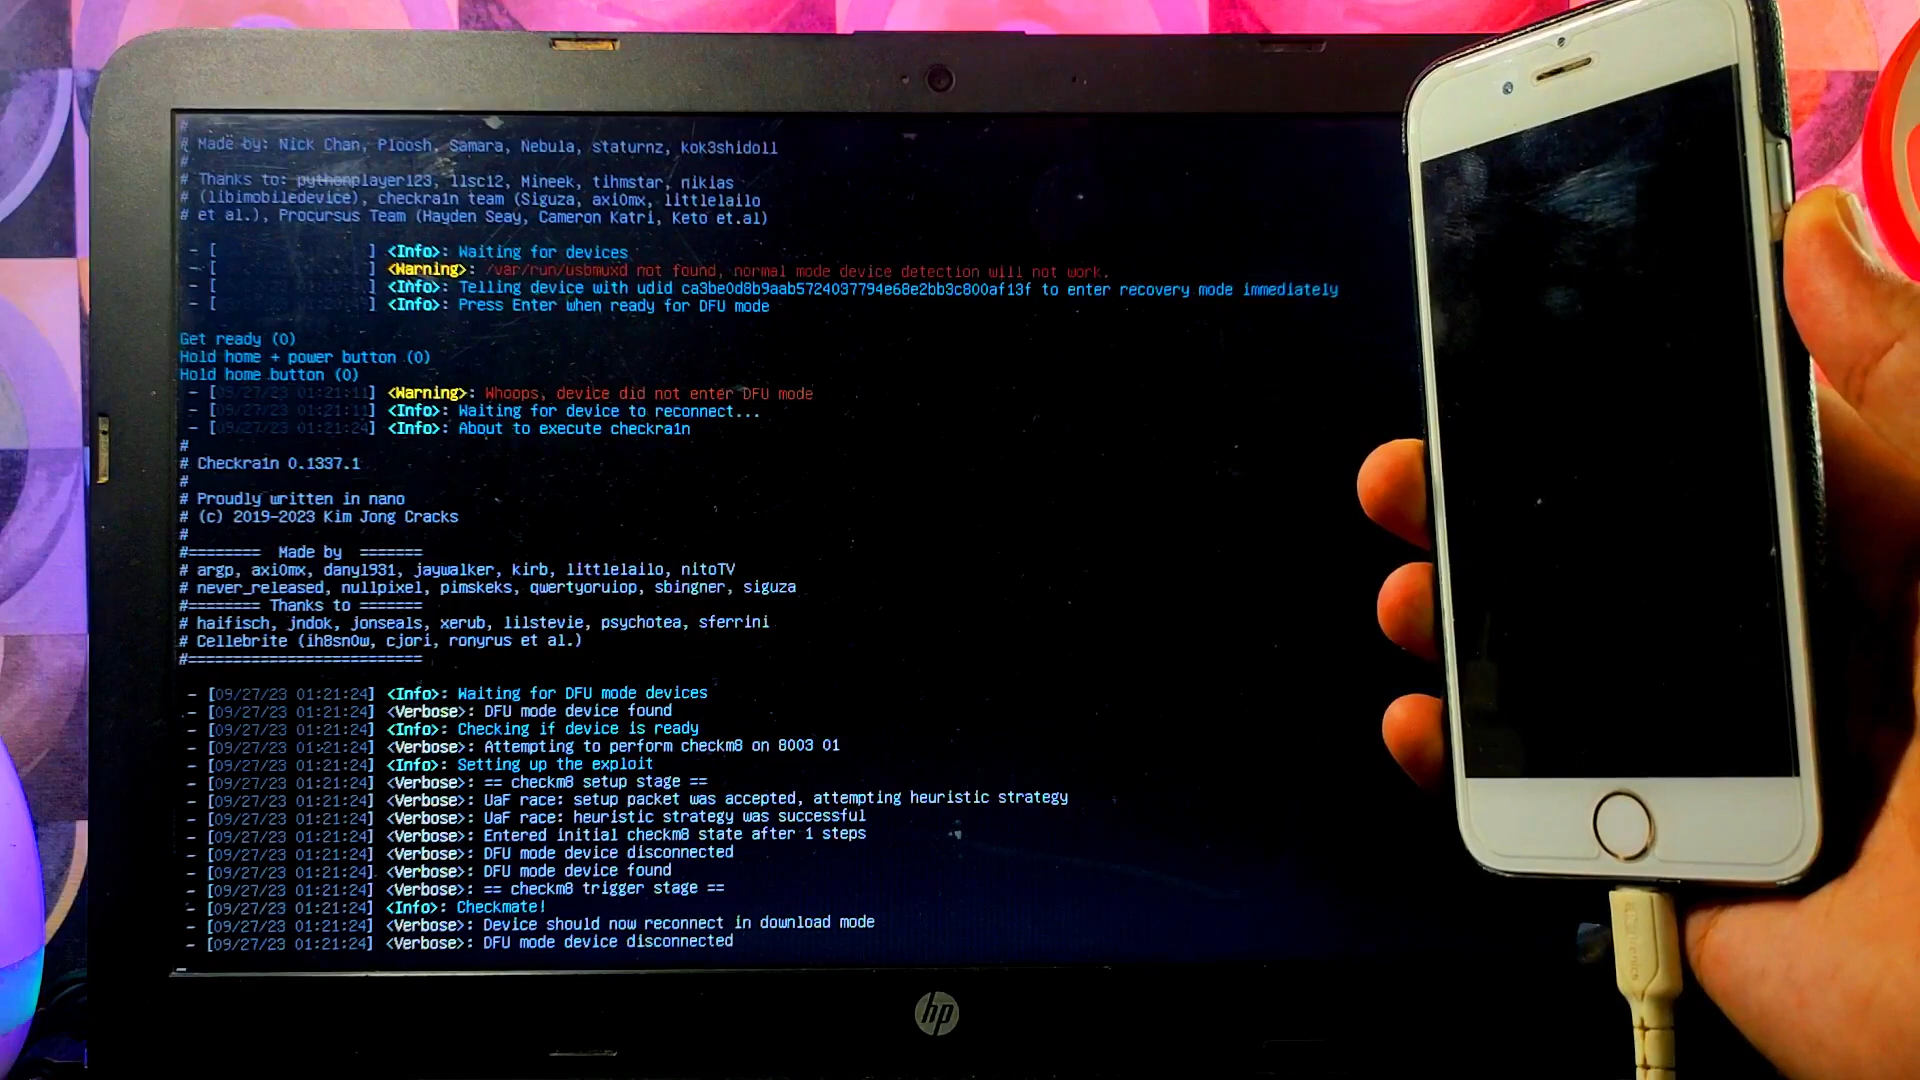 #
# Made by: Nick Chan, Ploosh, Samara, Nebula, staturnz, kok3shidoll
#
# Thanks to: pythonplayer123, llsc12, Mineek, tihmstar, nikias
# (libimobiledevice), checkra1n team (Siguza, axi0mx, littlelailo
# et al.), Procursus Team (Hayden Seay, Cameron Katri, Keto et.al)
- [ ] <Info>: Waiting for devices
- [ ] <Warning>: /var/run/usbmuxd not found, normal mode device detection will not work.
- [ ] <Info>: Telling device with udid ca3be0d8b9aab5724037794e68e2bb3c800af13f to enter recovery mode immediately
- [ ] <Info>: Press Enter when ready for DFU mode
Get ready (0)
Hold home + power button (0)
Hold home button (0)
- [09/27/23 01:21:11] <Warning>: Whoops, device did not enter DFU mode
- [09/27/23 01:21:11] <Info>: Waiting for device to reconnect...
- [09/27/23 01:21:24] <Info>: About to execute checkra1n
#
# Checkra1n 0.1337.1
#
# Proudly written in nano
# (c) 2019-2023 Kim Jong Cracks
#
#======== Made by =======
# argp, axi0mx, danyl931, jaywalker, kirb, littlelailo, nitoTV
# never_released, nullpixel, pimskeks, qwertyoruiop, sbingner, siguza
#======== Thanks to =======
# haifisch, jndok, jonseals, xerub, lilstevie, psychotea, sferrini
# Cellebrite (ih8sn0w, cjori, ronyrus et al.)
#==========================
- [09/27/23 01:21:24] <Info>: Waiting for DFU mode devices
- [09/27/23 01:21:24] <Verbose>: DFU mode device found
- [09/27/23 01:21:24] <Info>: Checking if device is ready
- [09/27/23 01:21:24] <Verbose>: Attempting to perform checkm8 on 8003 01
- [09/27/23 01:21:24] <Info>: Setting up the exploit
- [09/27/23 01:21:24] <Verbose>: == checkm8 setup stage ==
- [09/27/23 01:21:24] <Verbose>: UaF race: setup packet was accepted, attempting heuristic strategy
- [09/27/23 01:21:24] <Verbose>: UaF race: heuristic strategy was successful
- [09/27/23 01:21:24] <Verbose>: Entered initial checkm8 state after 1 steps
- [09/27/23 01:21:24] <Verbose>: DFU mode device disconnected
- [09/27/23 01:21:24] <Verbose>: DFU mode device found
- [09/27/23 01:21:24] <Verbose>: == checkm8 trigger stage ==
- [09/27/23 01:21:24] <Info>: Checkmate!
- [09/27/23 01:21:24] <Verbose>: Device should now reconnect in download mode
- [09/27/23 01:21:24] <Verbose>: DFU mode device disconnected
hp